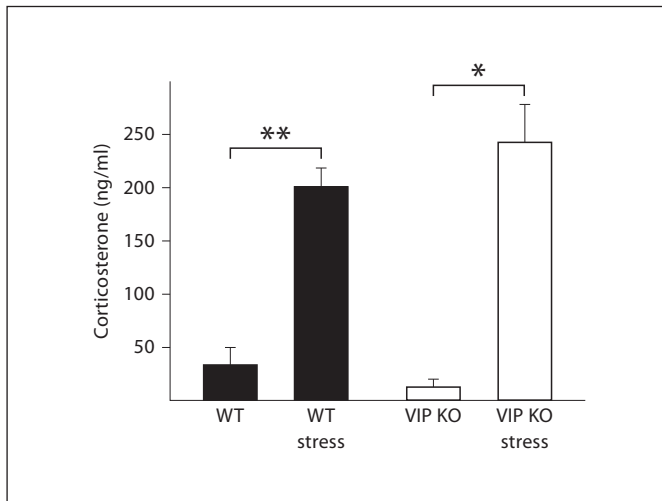 *
**
Corticosterone (ng/ml)
250
200
150
100
50
WT
WT
stress
VIP KO
VIP KO
stress